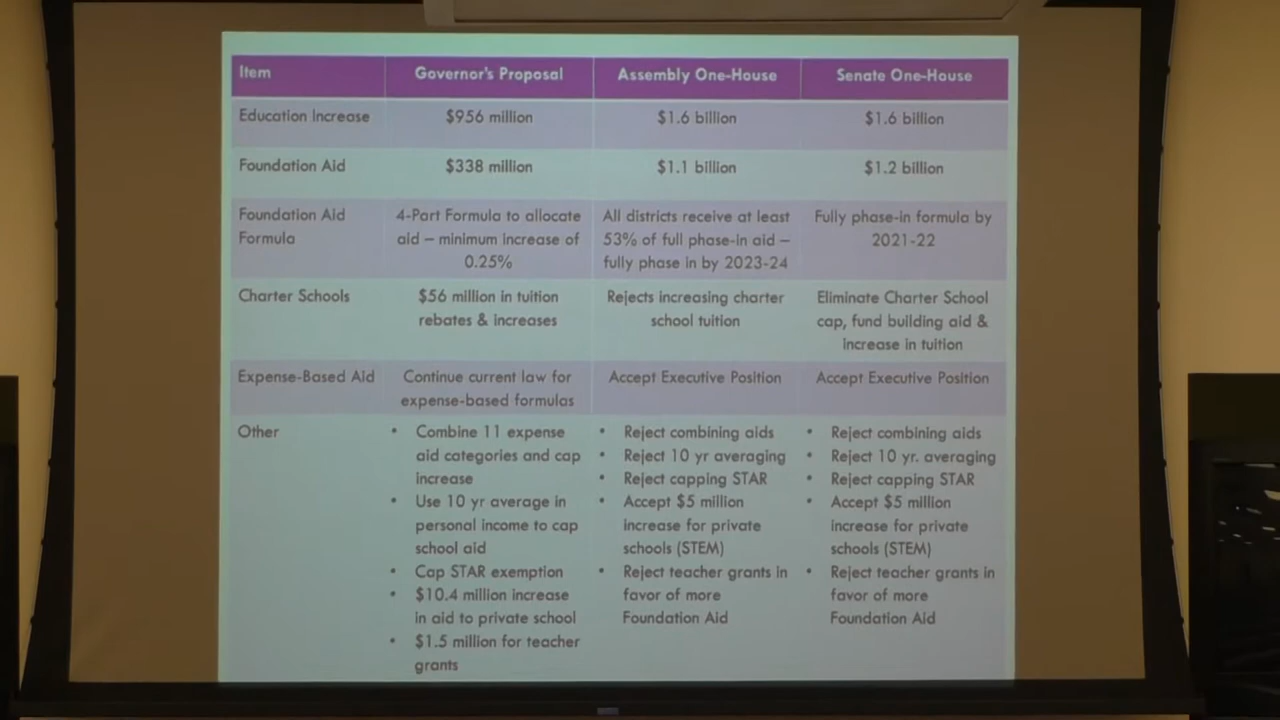 Item
Governor's Proposal
Assembly One-House
Senate One-House
Education Increase
$956 million
$1.6 billion
$1.6 billion
Foundation Aid
$338 million
$1.1 billion
$1.2 billion
Foundation Aid
Formula
4-Part Formula to allocate
aid – minimum increase of
0.25%
All districts receive at least
53% of full phase-in aid –
fully phase in by 2023-24
Fully phase-in formula by
2021-22
Charter Schools
$56 million in tuition
rebates & increases
Rejects increasing charter
school tuition
Eliminate Charter School
cap, fund building aid &
increase in tuition
Expense-Based Aid
Continue current law for
expense-based formulas
Accept Executive Position
Accept Executive Position
Other
• Combine 11 expense
aid categories and cap
increase
• Use 10 yr average in
personal income to cap
school aid
• Cap STAR exemption
• $10.4 million increase
in aid to private school
• $1.5 million for teacher
grants
• Reject combining aids
• Reject 10 yr averaging
• Reject capping STAR
• Accept $5 million
increase for private
schools (STEM)
• Reject teacher grants in
favor of more
Foundation Aid
• Reject combining aids
• Reject 10 yr. averaging
• Reject capping STAR
• Accept $5 million
increase for private
schools (STEM)
• Reject teacher grants in
favor of more
Foundation Aid